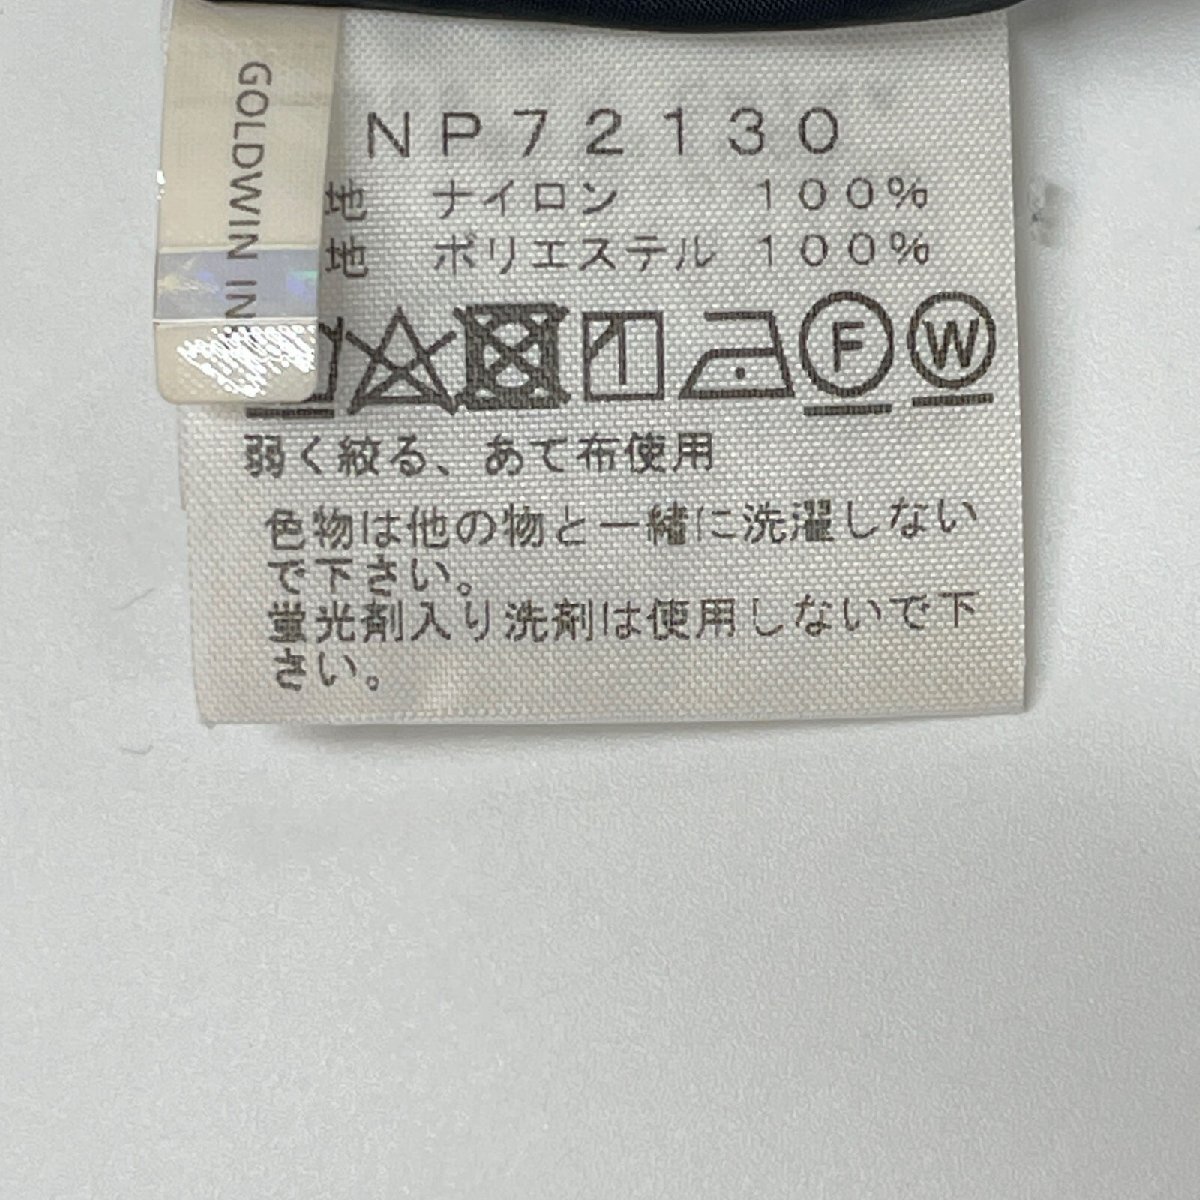 GOLDWIN IN
NP72130
地 ナイロン 100%
地 ポリエステル 100%
F W
弱く絞る、あて布使用
色物は他の物と一緒に洗濯しない
で下さい。
蛍光剤入り洗剤は使用しないで下
さい。